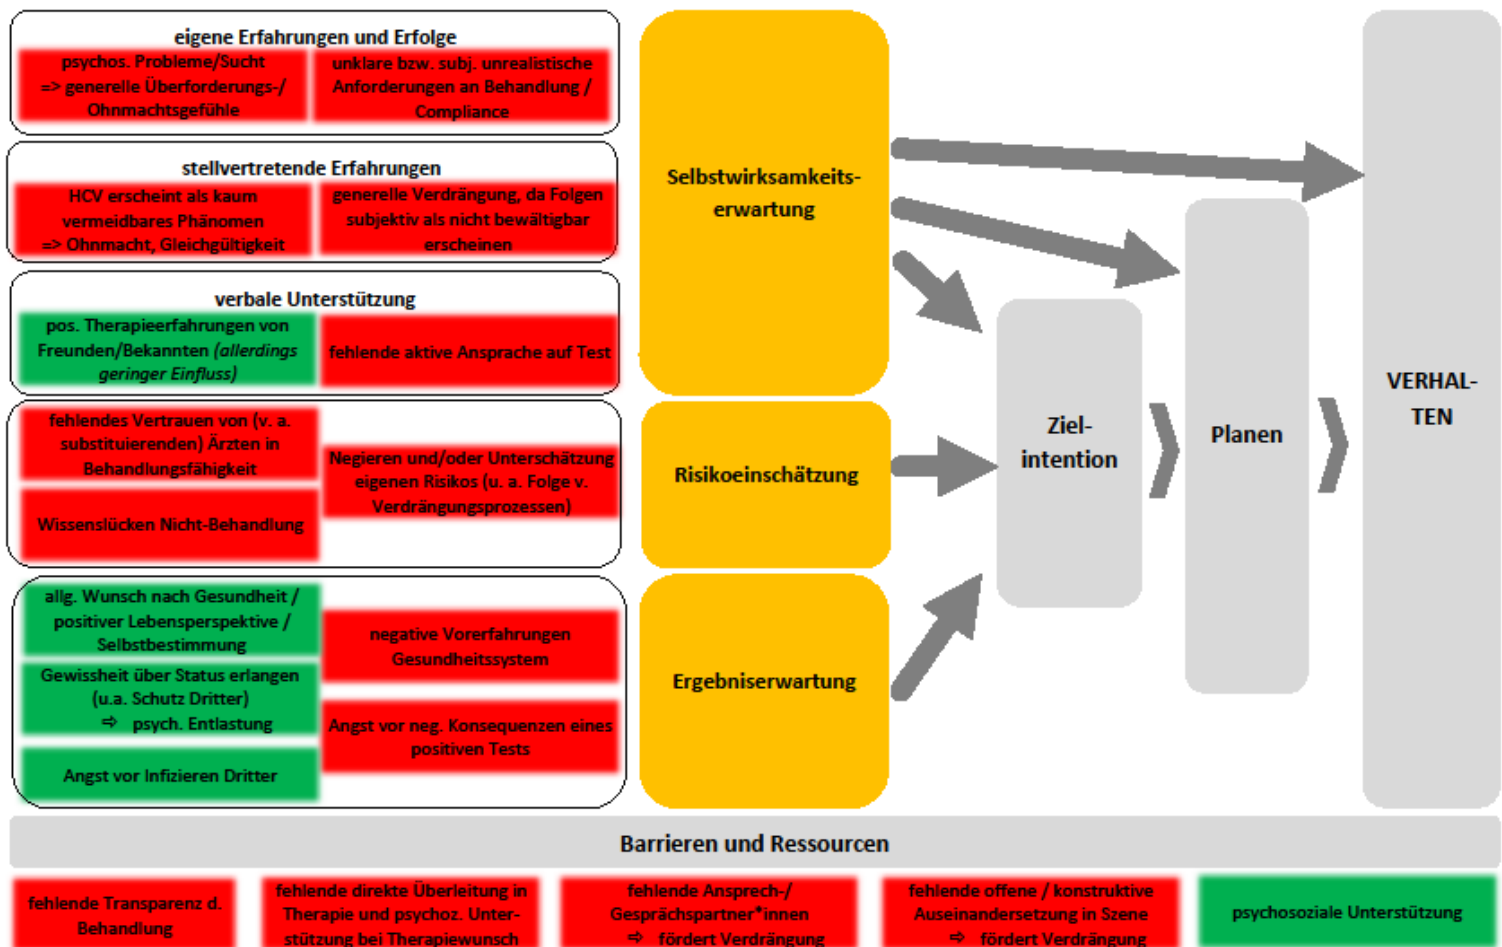 eigene Erfahrungen und Erfolge
psychos. Probleme/Sucht
=> generelle Überforderungs-/
Ohnmachtsgefühle
unklare bzw. subj. unrealistische
Anforderungen an Behandlung /
Compliance
stellvertretende Erfahrungen
HCV erscheint als kaum
vermeidbares Phänomen
=> Ohnmacht, Gleichgültigkeit
generelle Verdrängung, da Folgen
subjektiv als nicht bewältigbar
erscheinen
verbale Unterstützung
pos. Therapieerfahrungen von
Freunden/Bekannten (allerdings
geringer Einfluss)
fehlende aktive Ansprache auf Test
fehlendes Vertrauen von (v. a.
substituierenden) Ärzten in
Behandlungsfähigkeit
Wissenslücken Nicht-Behandlung
Negieren und/oder Unterschätzung
eigenen Risikos (u. a. Folge v.
Verdrängungsprozessen)
allg. Wunsch nach Gesundheit /
positiver Lebensperspektive /
Selbstbestimmung
Gewissheit über Status erlangen
(u.a. Schutz Dritter)
⇨ psych. Entlastung
Angst vor Infizieren Dritter
negative Vorerfahrungen
Gesundheitssystem
Angst vor neg. Konsequenzen eines
positiven Tests
Selbstwirksamkeits-
erwartung
Risikoeinschätzung
Ergebniserwartung
Ziel-
intention
Planen
VERHAL-
TEN
Barrieren und Ressourcen
fehlende Transparenz d.
Behandlung
fehlende direkte Überleitung in
Therapie und psychoz. Unter-
stützung bei Therapiewunsch
fehlende Ansprech-/
Gesprächspartner*innen
⇨ fördert Verdrängung
fehlende offene / konstruktive
Auseinandersetzung in Szene
⇨ fördert Verdrängung
psychosoziale Unterstützung